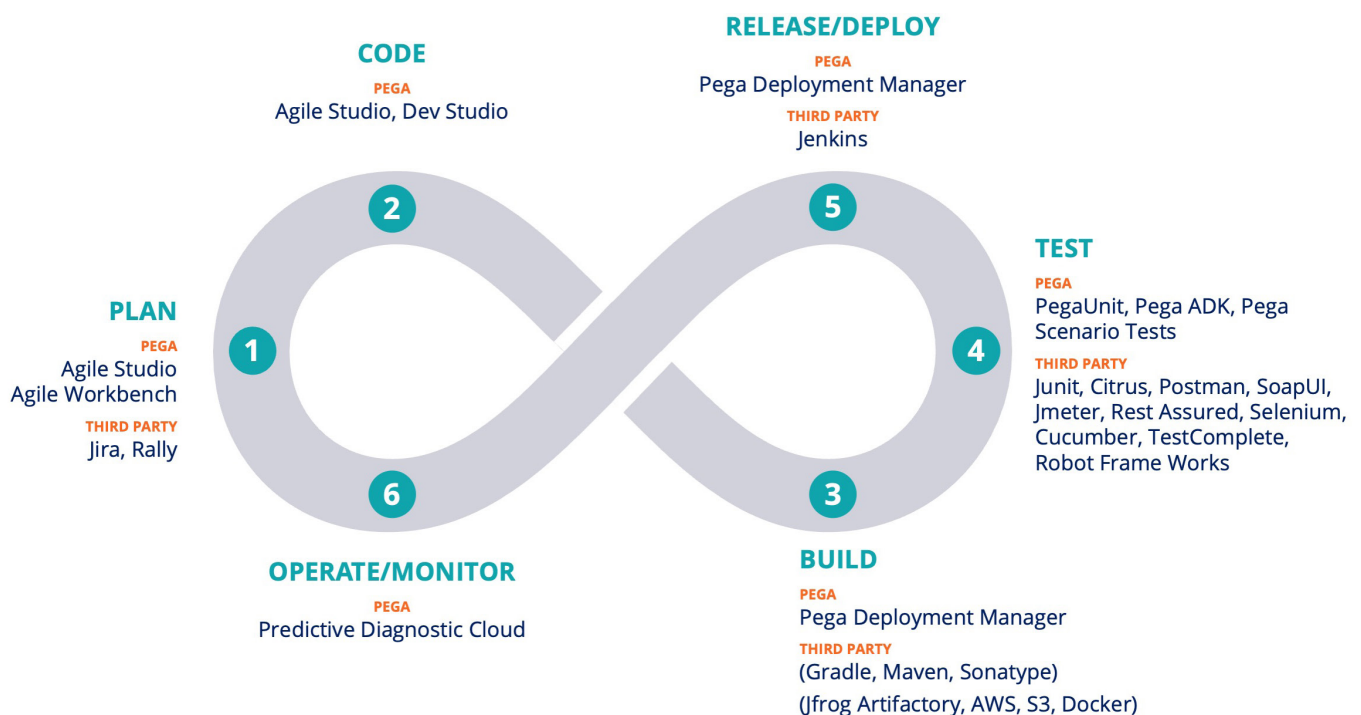 CODE
PEGA
Agile Studio, Dev Studio
RELEASE/DEPLOY
PEGA
Pega Deployment Manager
THIRD PARTY
Jenkins
2
5
TEST
PEGA
PegaUnit, Pega ADK, Pega
Scenario Tests
THIRD PARTY
Junit, Citrus, Postman, SoapUI,
Jmeter, Rest Assured, Selenium,
Cucumber, TestComplete,
Robot Frame Works
PLAN
PEGA
Agile Studio
Agile Workbench
THIRD PARTY
Jira, Rally
1
4
6
3
OPERATE/MONITOR
PEGA
Predictive Diagnostic Cloud
BUILD
PEGA
Pega Deployment Manager
THIRD PARTY
(Gradle, Maven, Sonatype)
(Jfrog Artifactory, AWS, S3, Docker)